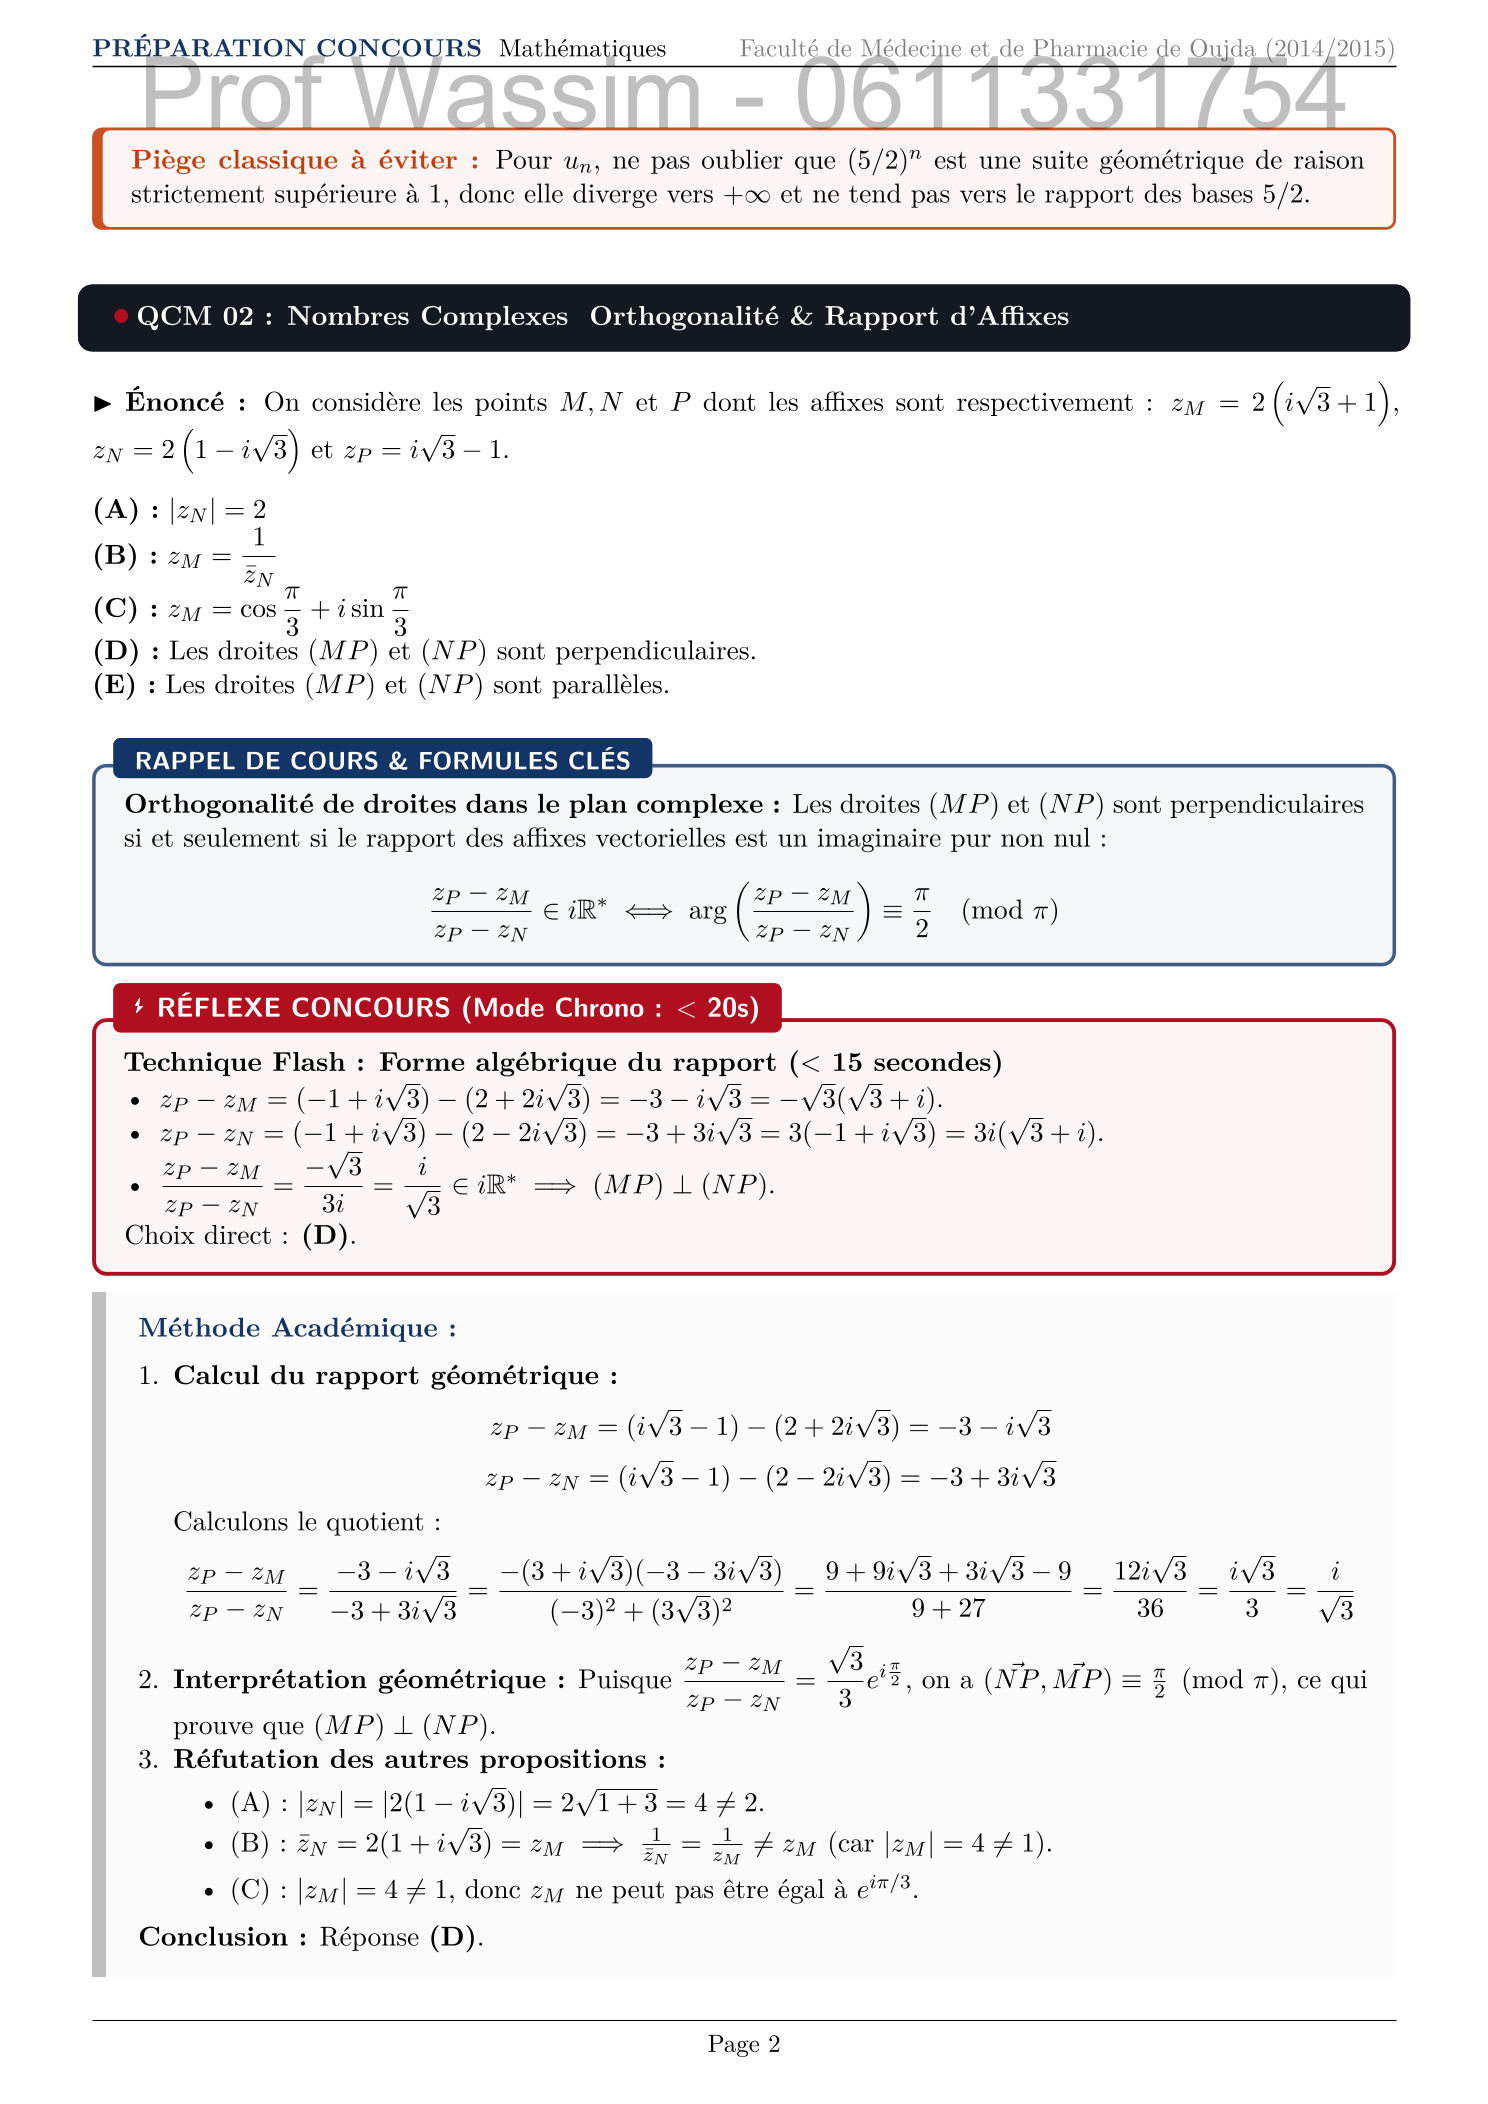 PRÉPARATION CONCOURS Mathématiques Faculté de Médecine et de Pharmacie de Oujda (2014/2015)
Prof Wassim - 0611331754
Piège classique à éviter : Pour uₙ, ne pas oublier que (5/2)ⁿ est une suite géométrique de raison
strictement supérieure à 1, donc elle diverge vers +∞ et ne tend pas vers le rapport des bases 5/2.
● QCM 02 : Nombres Complexes Orthogonalité & Rapport d'Affixes
▶ Énoncé : On considère les points M, N et P dont les affixes sont respectivement : z_M = 2(i√3 + 1),
z_N = 2(1 − i√3) et z_P = i√3 − 1.
(A) : |z_N| = 2
(B) : z_M = 1/z̄_N
(C) : z_M = cos π/3 + i sin π/3
(D) : Les droites (MP) et (NP) sont perpendiculaires.
(E) : Les droites (MP) et (NP) sont parallèles.
RAPPEL DE COURS & FORMULES CLÉS
Orthogonalité de droites dans le plan complexe : Les droites (MP) et (NP) sont perpendiculaires
si et seulement si le rapport des affixes vectorielles est un imaginaire pur non nul :
(z_P − z_M)/(z_P − z_N) ∈ iℝ* ⟺ arg((z_P − z_M)/(z_P − z_N)) ≡ π/2 (mod π)
⚡ RÉFLEXE CONCOURS (Mode Chrono : < 20s)
Technique Flash : Forme algébrique du rapport (< 15 secondes)
• z_P − z_M = (−1 + i√3) − (2 + 2i√3) = −3 − i√3 = −√3(√3 + i).
• z_P − z_N = (−1 + i√3) − (2 − 2i√3) = −3 + 3i√3 = 3(−1 + i√3) = 3i(√3 + i).
• (z_P − z_M)/(z_P − z_N) = −√3/3i = i/√3 ∈ iℝ* ⟹ (MP) ⊥ (NP).
Choix direct : (D).
Méthode Académique :
1. Calcul du rapport géométrique :
z_P − z_M = (i√3 − 1) − (2 + 2i√3) = −3 − i√3
z_P − z_N = (i√3 − 1) − (2 − 2i√3) = −3 + 3i√3
Calculons le quotient :
(z_P − z_M)/(z_P − z_N) = (−3 − i√3)/(−3 + 3i√3) = (−(3 + i√3)(−3 − 3i√3))/((−3)² + (3√3)²) = (9 + 9i√3 + 3i√3 − 9)/(9 + 27) = 12i√3/36 = i√3/3 = i/√3
2. Interprétation géométrique : Puisque (z_P − z_M)/(z_P − z_N) = √3/3 e^{iπ/2}, on a (N⃗P, M⃗P) ≡ π/2 (mod π), ce qui
prouve que (MP) ⊥ (NP).
3. Réfutation des autres propositions :
• (A) : |z_N| = |2(1 − i√3)| = 2√(1 + 3) = 4 ≠ 2.
• (B) : z̄_N = 2(1 + i√3) = z_M ⟹ 1/z̄_N = 1/z_M ≠ z_M (car |z_M| = 4 ≠ 1).
• (C) : |z_M| = 4 ≠ 1, donc z_M ne peut pas être égal à e^{iπ/3}.
Conclusion : Réponse (D).
Page 2